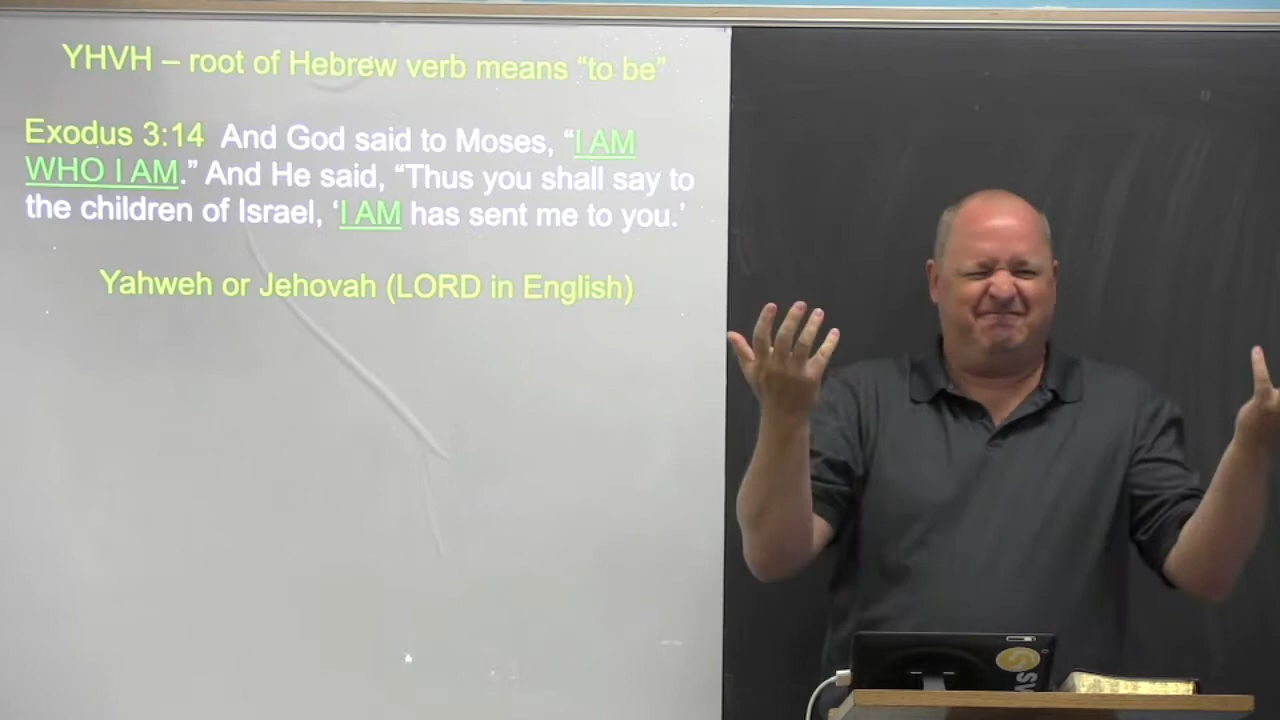 YHVH – root of Hebrew verb means “to be”
Exodus 3:14 And God said to Moses, “I AM
WHO I AM.” And He said, “Thus you shall say to
the children of Israel, ‘I AM has sent me to you.’
Yahweh or Jehovah (LORD in English)